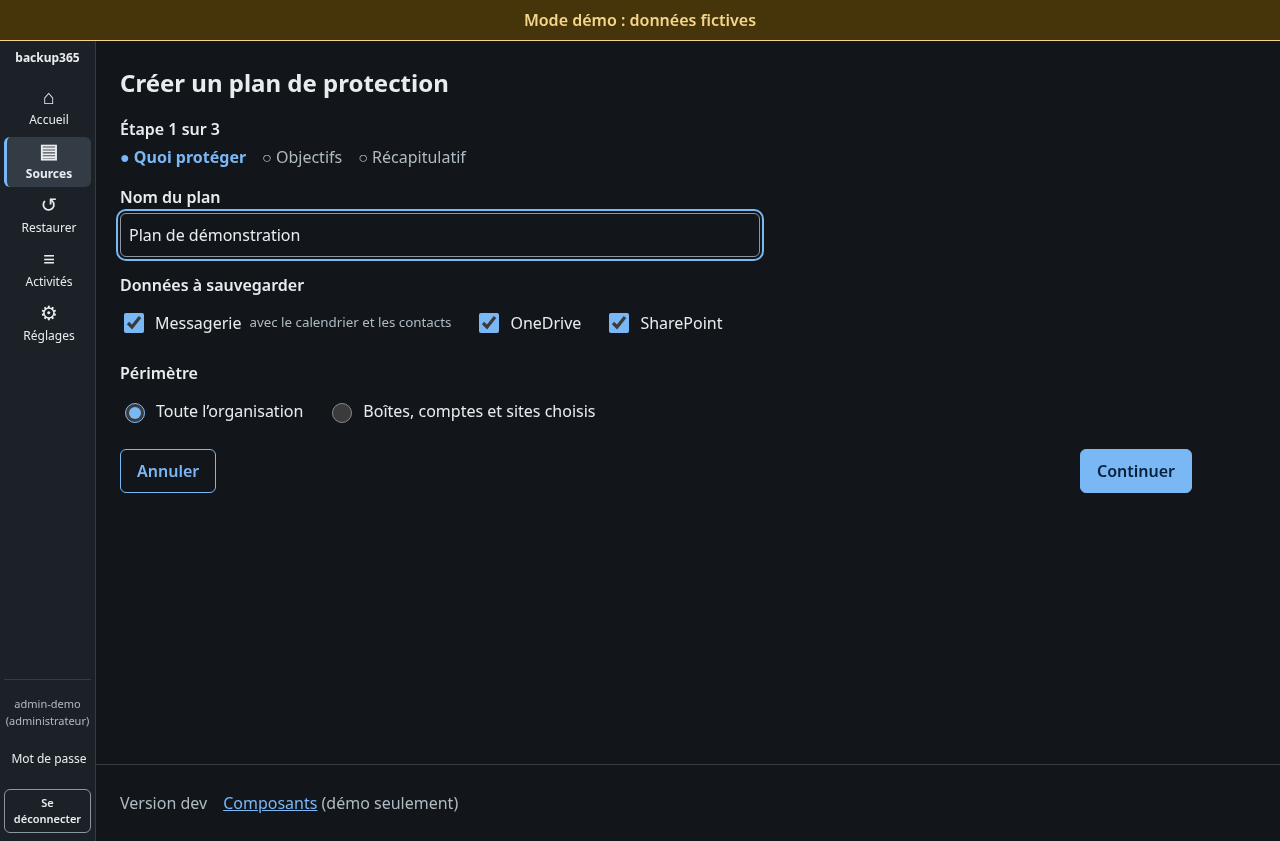 Mode démo : données fictives
backup365
Accueil
Sources
Restaurer
Activités
Réglages
admin-demo
(administrateur)
Mot de passe
Se
déconnecter
Créer un plan de protection
Étape 1 sur 3
● Quoi protéger ○ Objectifs ○ Récapitulatif
Nom du plan
Plan de démonstration
Données à sauvegarder
Messagerie avec le calendrier et les contacts OneDrive SharePoint
Périmètre
Toute l’organisation Boîtes, comptes et sites choisis
Annuler Continuer
Version dev Composants (démo seulement)